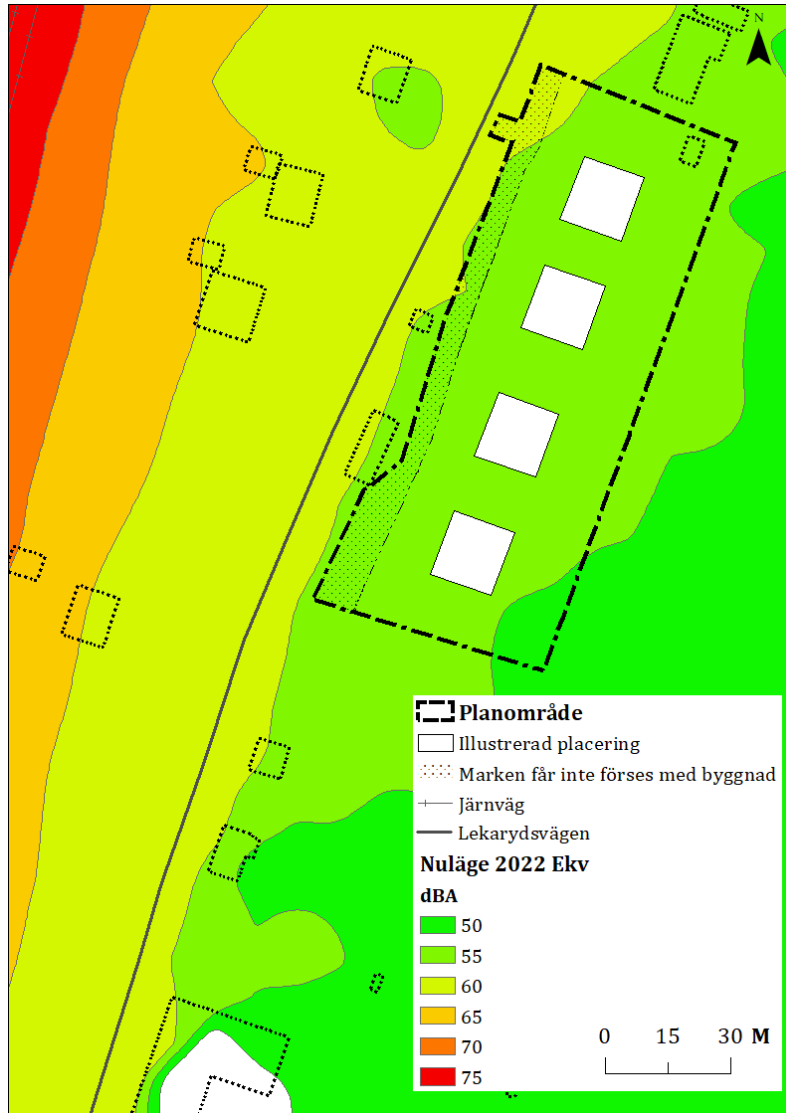 N
Planområde
Illustrerad placering
Marken får inte förses med byggnad
Järnväg
Lekarydsvägen
Nuläge 2022 Ekv
dBA
50
55
60
65
70
75
0 15 30 M